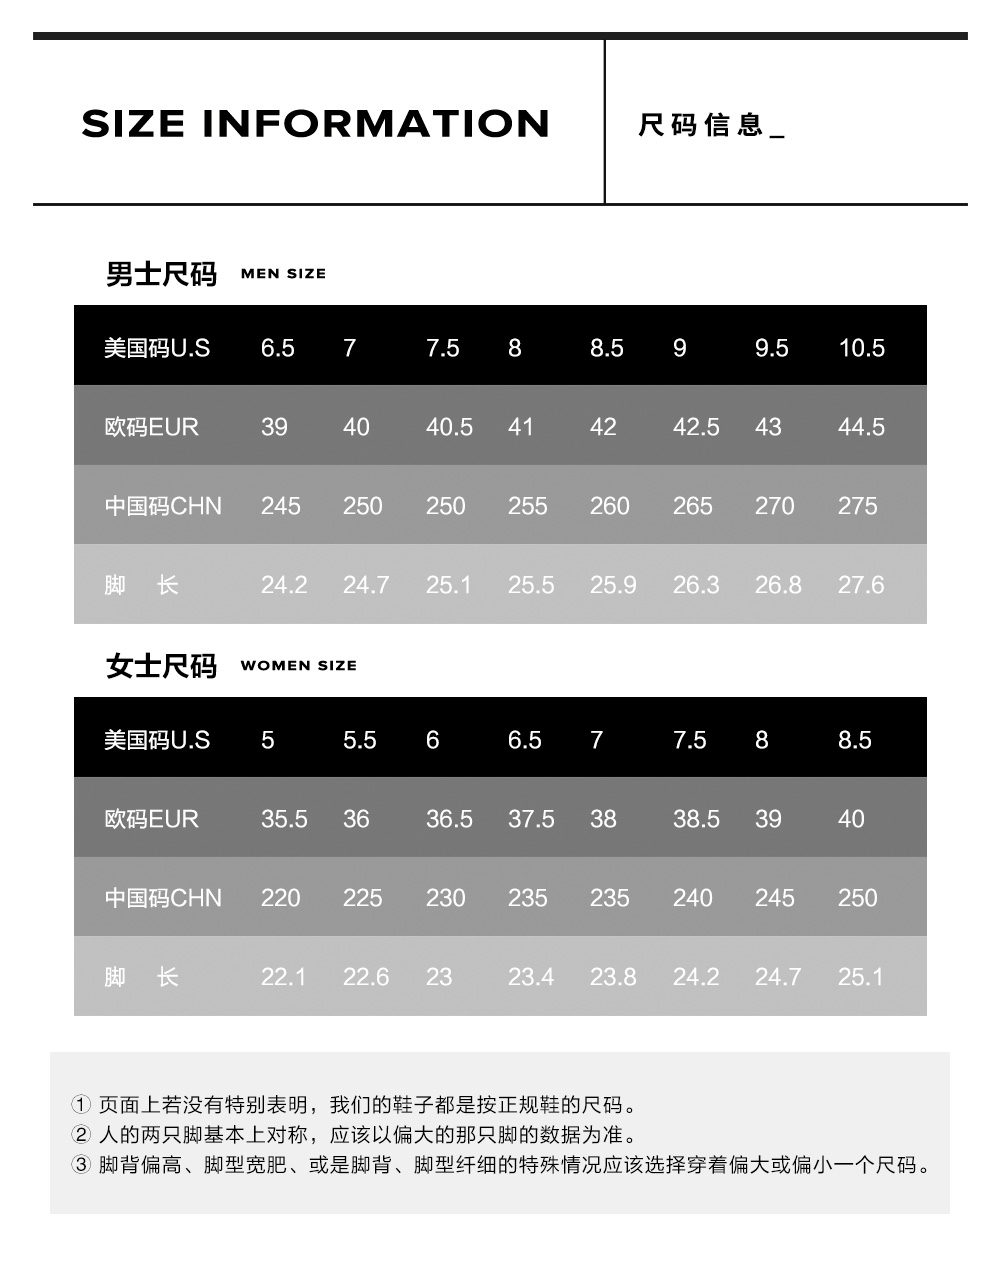 SIZE INFORMATION 尺码信息_
男士尺码 MEN SIZE
美国码U.S 6.5 7 7.5 8 8.5 9 9.5 10.5
欧码EUR 39 40 40.5 41 42 42.5 43 44.5
中国码CHN 245 250 250 255 260 265 270 275
脚 长 24.2 24.7 25.1 25.5 25.9 26.3 26.8 27.6
女士尺码 WOMEN SIZE
美国码U.S 5 5.5 6 6.5 7 7.5 8 8.5
欧码EUR 35.5 36 36.5 37.5 38 38.5 39 40
中国码CHN 220 225 230 235 235 240 245 250
脚 长 22.1 22.6 23 23.4 23.8 24.2 24.7 25.1
① 页面上若没有特别表明，我们的鞋子都是按正规鞋的尺码。
② 人的两只脚基本上对称，应该以偏大的那只脚的数据为准。
③ 脚背偏高、脚型宽肥、或是脚背、脚型纤细的特殊情况应该选择穿着偏大或偏小一个尺码。